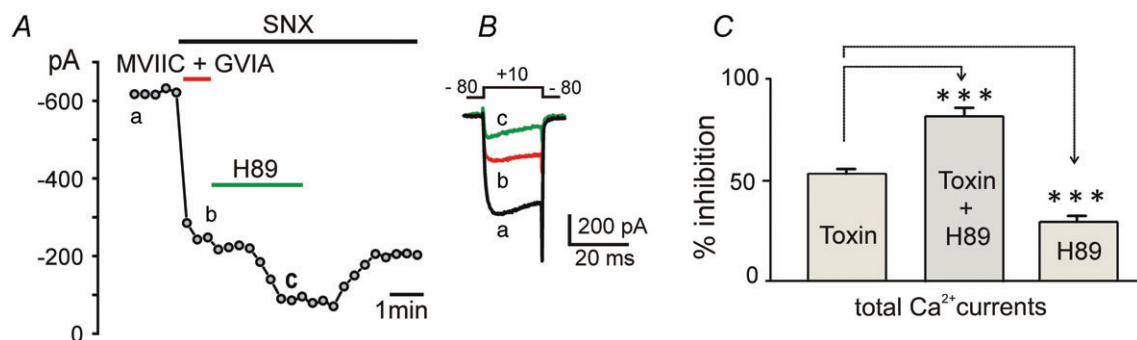 A
SNX
pA
MVIIC + GVIA
-600
a
H89
-400
b
-200
c
1min
0
B
+10
- 80
- 80
c
b
a
200 pA
20 ms
C
% inhibition
100
***
50
Toxin
Toxin
+
H89
***
H89
0
total Ca²⁺ currents